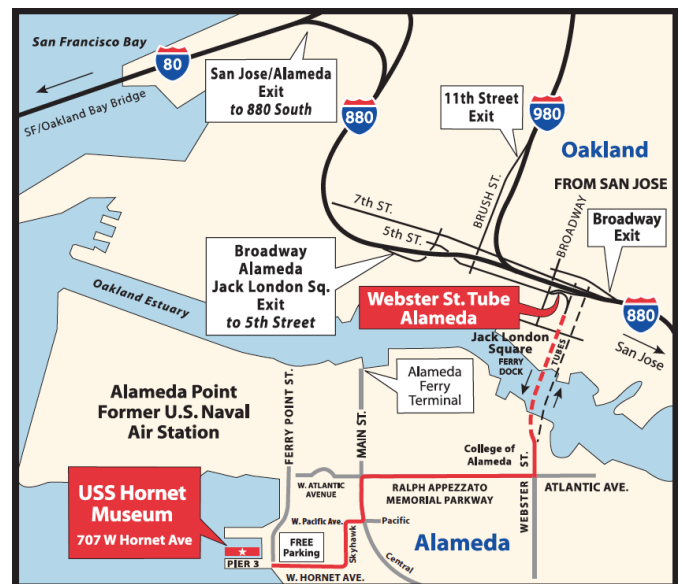 San Francisco Bay
80
SF/Oakland Bay Bridge
San Jose/Alameda
Exit
to 880 South
880
11th Street
Exit
980
Oakland
FROM SAN JOSE
7th ST.
5th ST.
BRUSH ST.
BROADWAY
Broadway
Exit
Broadway
Alameda
Jack London Sq.
Exit
to 5th Street
Webster St. Tube
Alameda
880
San Jose
Oakland Estuary
Jack London
Square
FERRY
DOCK
TUBES
Alameda
Ferry
Terminal
Alameda Point
Former U.S. Naval
Air Station
FERRY POINT ST.
MAIN ST.
College of
Alameda
WEBSTER ST.
W. ATLANTIC
AVENUE
RALPH APPEZZATO
MEMORIAL PARKWAY
ATLANTIC AVE.
USS Hornet
Museum
707 W Hornet Ave
PIER 3
FREE
Parking
W. Pacific Ave.
Pacific
Skyhawk
Central
Alameda
W. HORNET AVE.